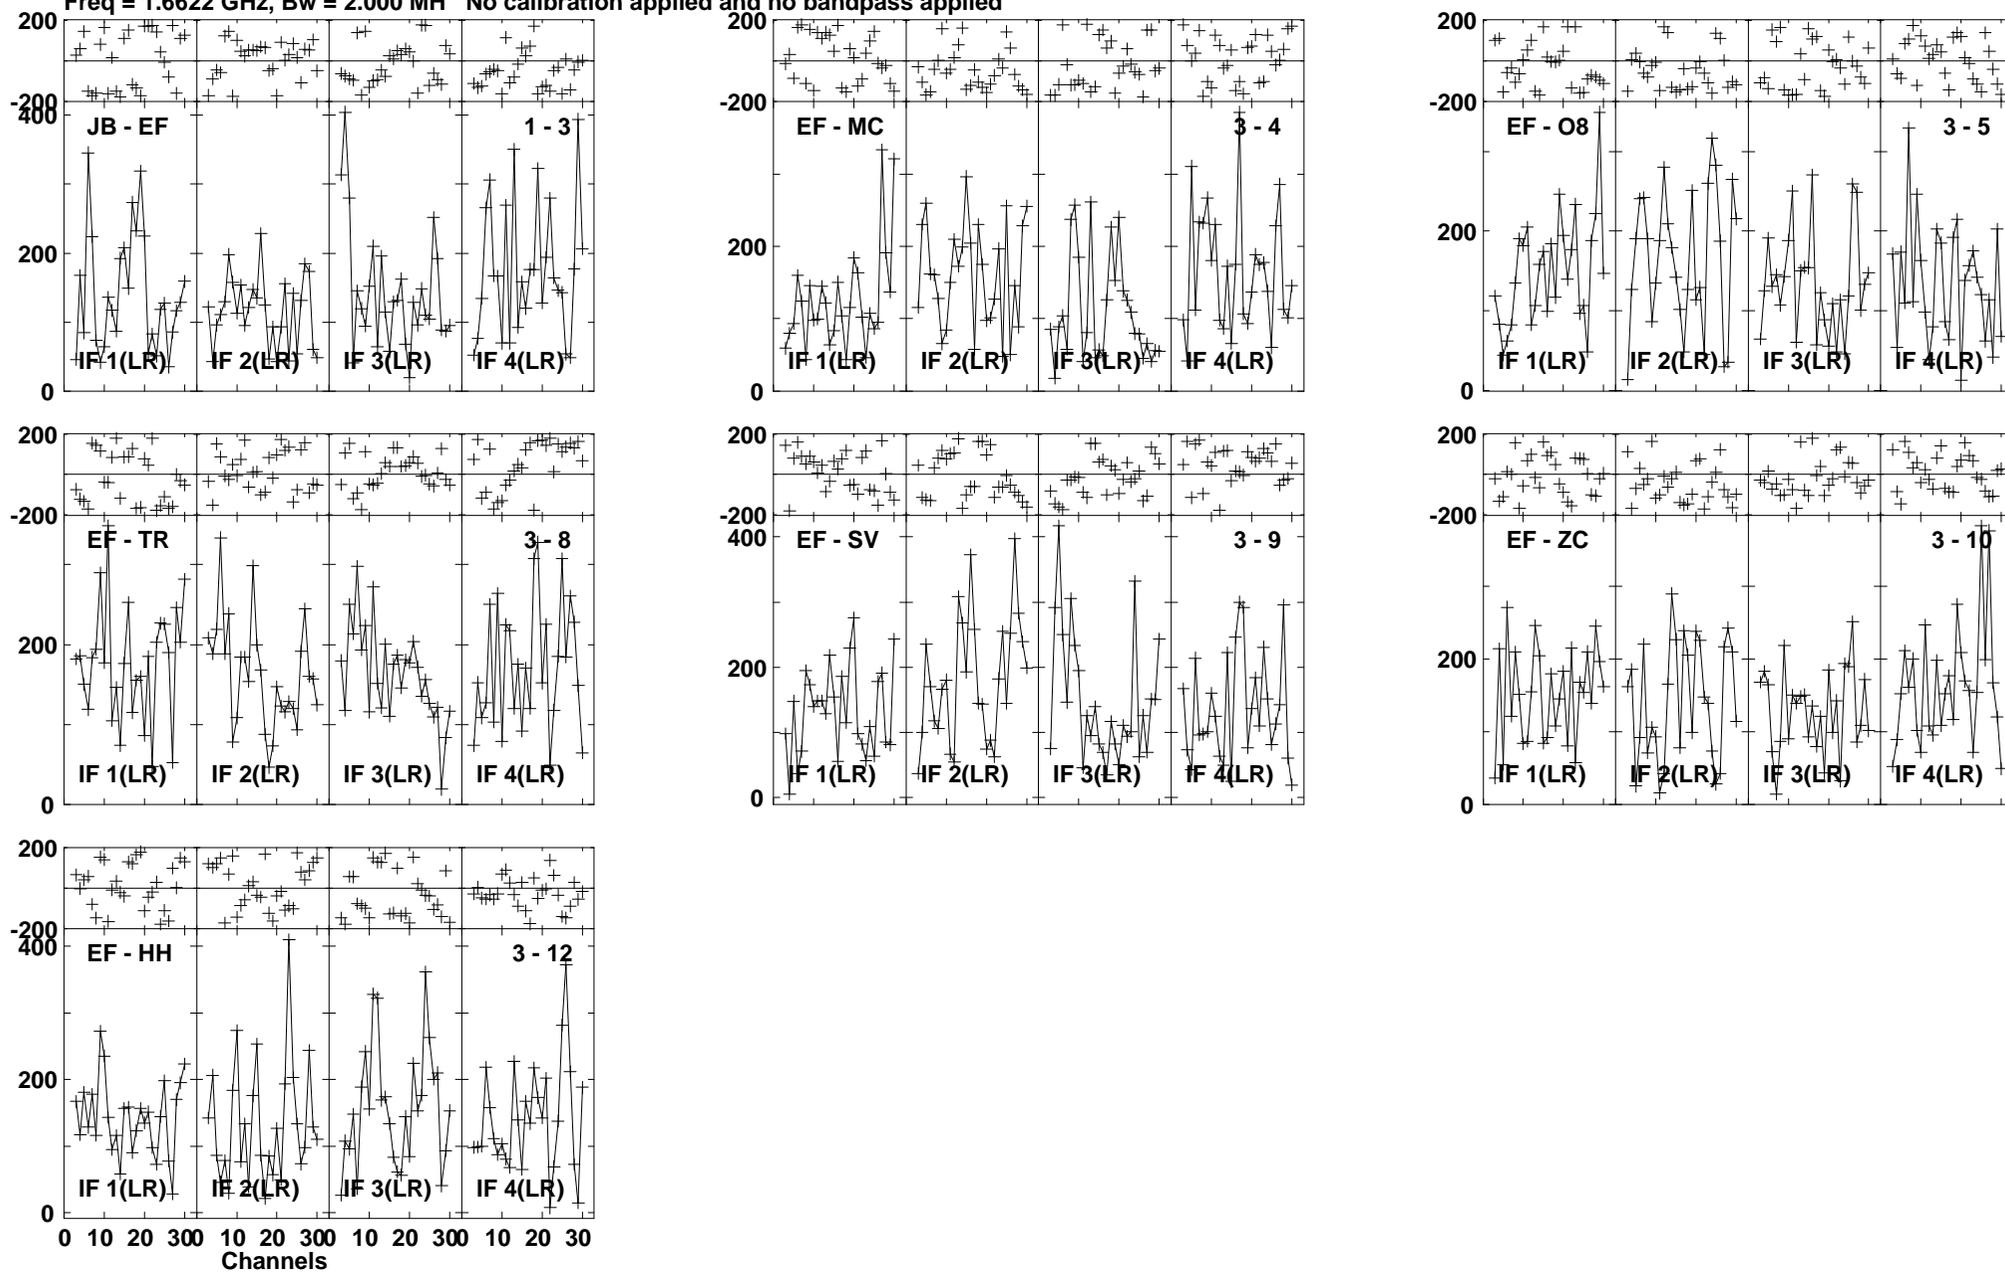 Freq = 1.6622 GHz, Bw = 2.000 MH No calibration applied and no bandpass applied
200
-200
400
200
0
JB - EF
1 - 3
IF 1(LR)
IF 2(LR)
IF 3(LR)
IF 4(LR)
200
-200
200
0
EF - MC
3 - 4
IF 1(LR)
IF 2(LR)
IF 3(LR)
IF 4(LR)
200
-200
200
0
EF - O8
3 - 5
IF 1(LR)
IF 2(LR)
IF 3(LR)
IF 4(LR)
200
-200
200
0
EF - TR
3 - 8
IF 1(LR)
IF 2(LR)
IF 3(LR)
IF 4(LR)
200
-200
400
200
0
EF - SV
3 - 9
IF 1(LR)
IF 2(LR)
IF 3(LR)
IF 4(LR)
200
-200
200
0
EF - ZC
3 - 10
IF 1(LR)
IF 2(LR)
IF 3(LR)
IF 4(LR)
200
-200
400
200
0
EF - HH
3 - 12
IF 1(LR)
IF 2(LR)
IF 3(LR)
IF 4(LR)
0 10 20 30 0 10 20 30 0 10 20 30 0 10 20 30
Channels